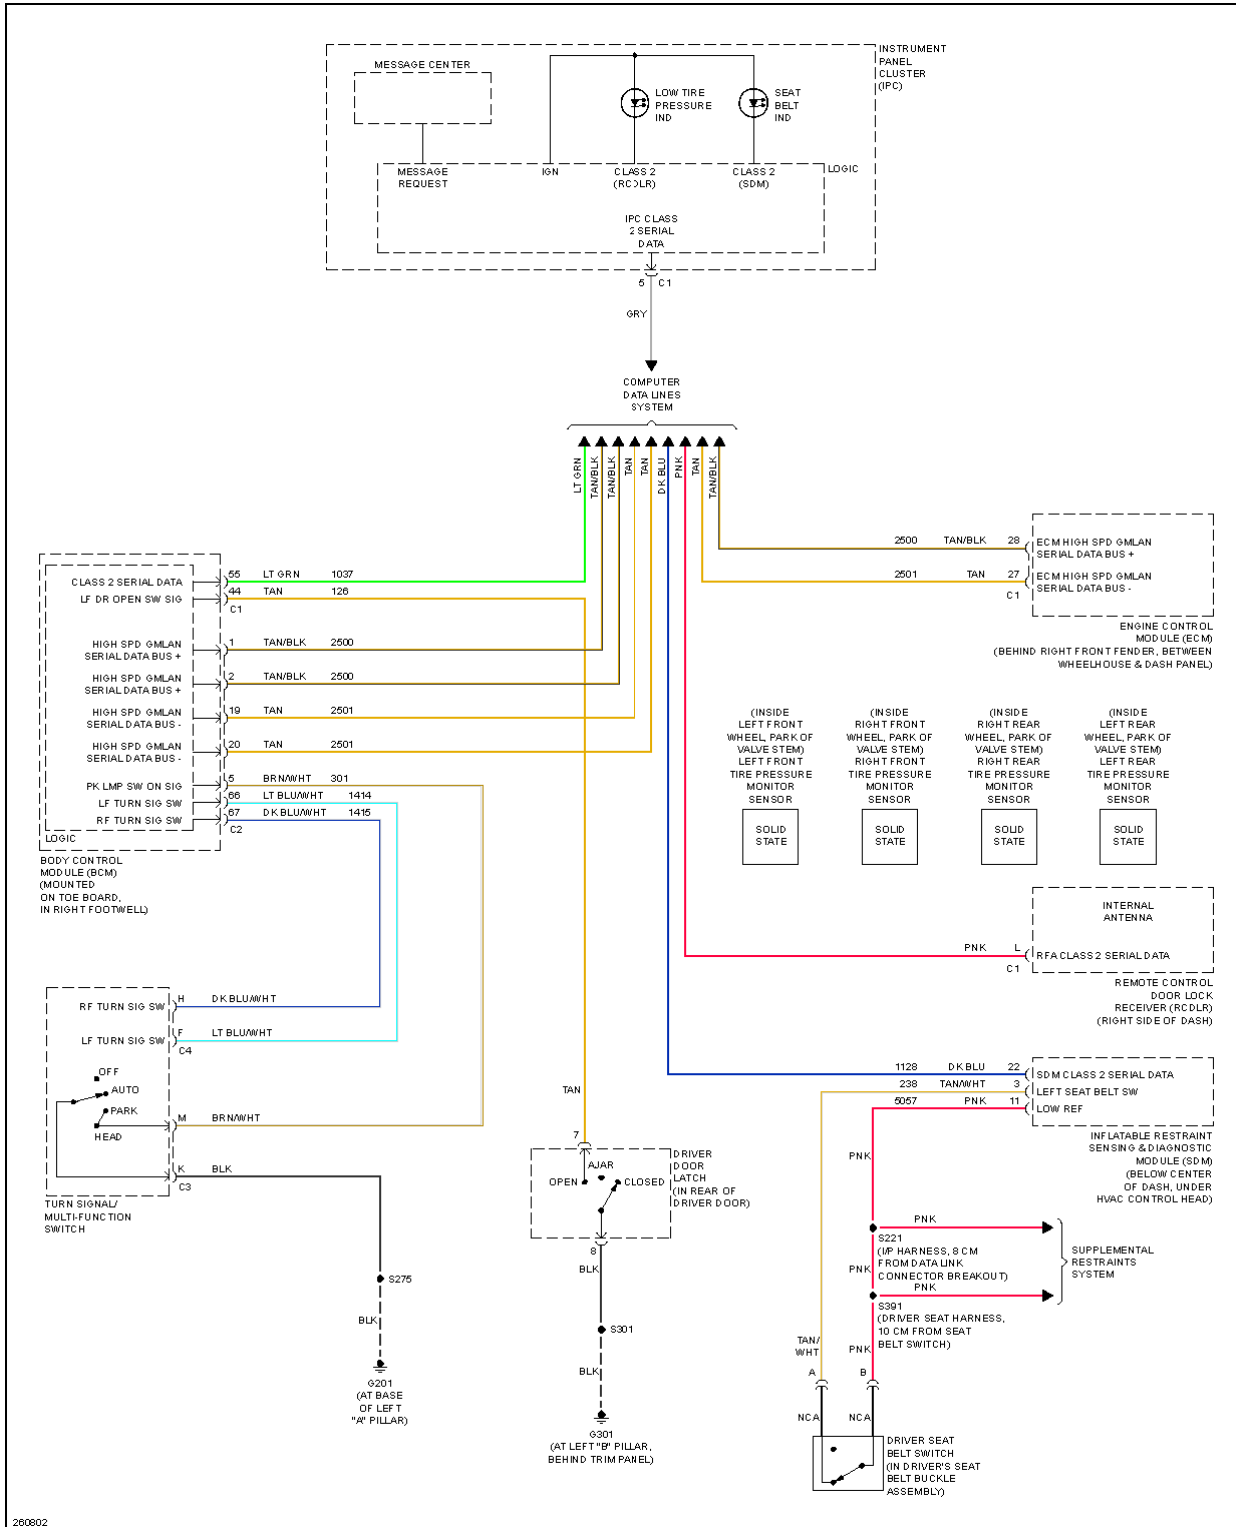 INSTRUMENT
PANEL
CLUSTER
(IPC)
MESSAGE CENTER
LOW TIRE
PRESSURE
IND
SEAT
BELT
IND
MESSAGE
REQUEST
IGN
CLASS 2
(RCDLR)
CLASS 2
(SDM)
LOGIC
IPC CLASS
2 SERIAL
DATA
5 C1
GRY
COMPUTER
DATA LINES
SYSTEM
LT GRN
TAN/BLK
TAN/BLK
TAN
TAN
DK BLU
PNK
TAN
TAN/BLK
2500 TAN/BLK 28
ECM HIGH SPD GMLAN
SERIAL DATA BUS +
2501 TAN 27
ECM HIGH SPD GMLAN
SERIAL DATA BUS -
C1
ENGINE CONTROL
MODULE (ECM)
(BEHIND RIGHT FRONT FENDER, BETWEEN
WHEELHOUSE & DASH PANEL)
CLASS 2 SERIAL DATA
55 LT GRN 1037
LF DR OPEN SW SIG
44 TAN 126
C1
HIGH SPD GMLAN
SERIAL DATA BUS +
1 TAN/BLK 2500
HIGH SPD GMLAN
SERIAL DATA BUS +
2 TAN/BLK 2500
HIGH SPD GMLAN
SERIAL DATA BUS -
19 TAN 2501
HIGH SPD GMLAN
SERIAL DATA BUS -
20 TAN 2501
PK LMP SW ON SIG
5 BRN/WHT 301
LF TURN SIG SW
66 LT BLU/WHT 1414
RF TURN SIG SW
67 DK BLU/WHT 1415
C2
LOGIC
BODY CONTROL
MODULE (BCM)
(MOUNTED
ON TOE BOARD,
IN RIGHT FOOTWELL)
(INSIDE
LEFT FRONT
WHEEL, PARK OF
VALVE STEM)
LEFT FRONT
TIRE PRESSURE
MONITOR
SENSOR
SOLID
STATE
(INSIDE
RIGHT FRONT
WHEEL, PARK OF
VALVE STEM)
RIGHT FRONT
TIRE PRESSURE
MONITOR
SENSOR
SOLID
STATE
(INSIDE
RIGHT REAR
WHEEL, PARK OF
VALVE STEM)
RIGHT REAR
TIRE PRESSURE
MONITOR
SENSOR
SOLID
STATE
(INSIDE
LEFT REAR
WHEEL, PARK OF
VALVE STEM)
LEFT REAR
TIRE PRESSURE
MONITOR
SENSOR
SOLID
STATE
INTERNAL
ANTENNA
PNK L
RFA CLASS 2 SERIAL DATA
C1
REMOTE CONTROL
DOOR LOCK
RECEIVER (RCDLR)
(RIGHT SIDE OF DASH)
RF TURN SIG SW
H DK BLU/WHT
LF TURN SIG SW
F LT BLU/WHT
C4
OFF
AUTO
PARK
HEAD
M BRN/WHT
K BLK
C3
TURN SIGNAL/
MULTI-FUNCTION
SWITCH
S275
BLK
G201
(AT BASE
OF LEFT
"A" PILLAR)
TAN
7
AJAR
OPEN
CLOSED
DRIVER
DOOR
LATCH
(IN REAR OF
DRIVER DOOR)
8
BLK
S301
BLK
G301
(AT LEFT "B" PILLAR,
BEHIND TRIM PANEL)
1128 DK BLU 22
SDM CLASS 2 SERIAL DATA
238 TAN/WHT 3
LEFT SEAT BELT SW
5057 PNK 11
LOW REF
INFLATABLE RESTRAINT
SENSING & DIAGNOSTIC
MODULE (SDM)
(BELOW CENTER
OF DASH, UNDER
HVAC CONTROL HEAD)
PNK
PNK
S221
(I/P HARNESS, 8 CM
FROM DATA LINK
CONNECTOR BREAKOUT)
PNK
PNK
S391
(DRIVER SEAT HARNESS,
10 CM FROM SEAT
BELT SWITCH)
SUPPLEMENTAL
RESTRAINTS
SYSTEM
TAN/
WHT
PNK
A
B
NCA
NCA
DRIVER SEAT
BELT SWITCH
(IN DRIVER'S SEAT
BELT BUCKLE
ASSEMBLY)
260802